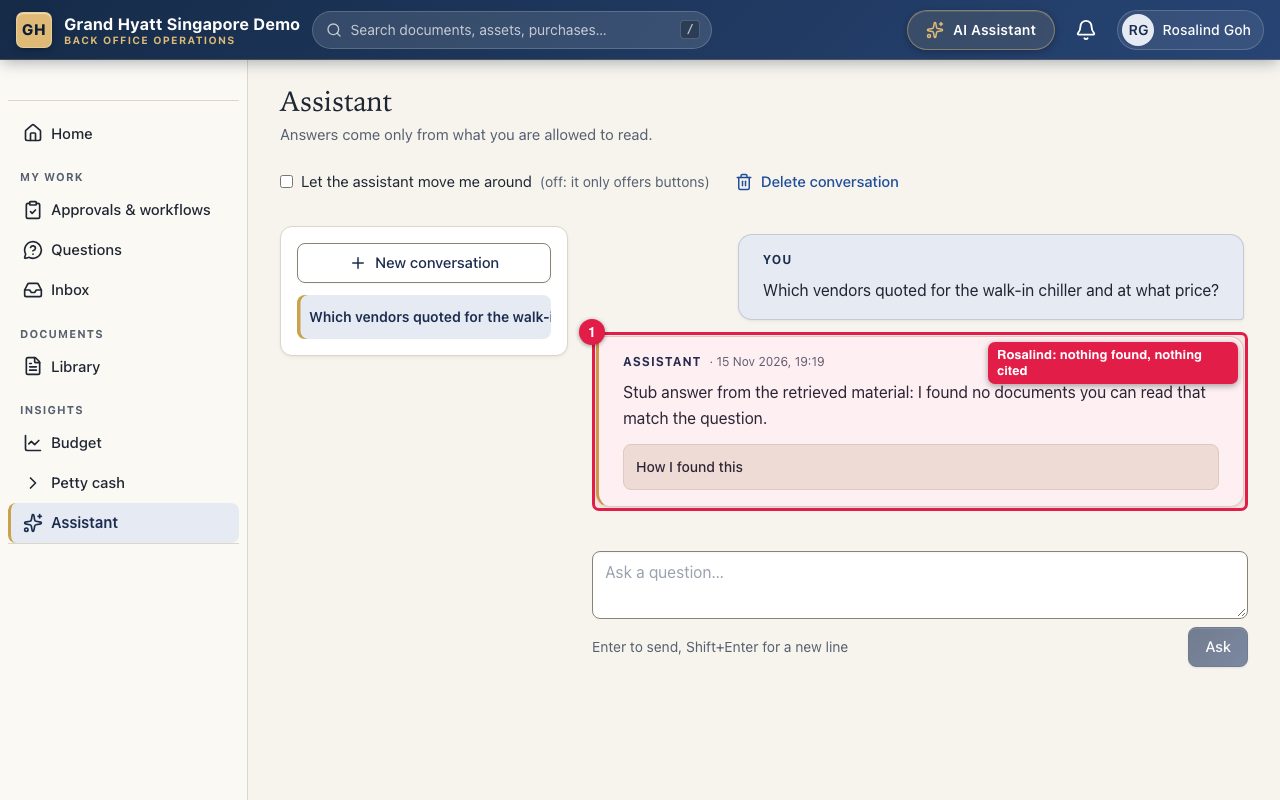 GH
Grand Hyatt Singapore Demo
BACK OFFICE OPERATIONS
Search documents, assets, purchases...
/
AI Assistant
RG
Rosalind Goh
Home
MY WORK
Approvals & workflows
Questions
Inbox
DOCUMENTS
Library
INSIGHTS
Budget
Petty cash
Assistant
Assistant
Answers come only from what you are allowed to read.
Let the assistant move me around (off: it only offers buttons)
Delete conversation
New conversation
Which vendors quoted for the walk-i
YOU
Which vendors quoted for the walk-in chiller and at what price?
1
ASSISTANT · 15 Nov 2026, 19:19
Rosalind: nothing found, nothing
cited
Stub answer from the retrieved material: I found no documents you can read that
match the question.
How I found this
Ask a question...
Enter to send, Shift+Enter for a new line
Ask